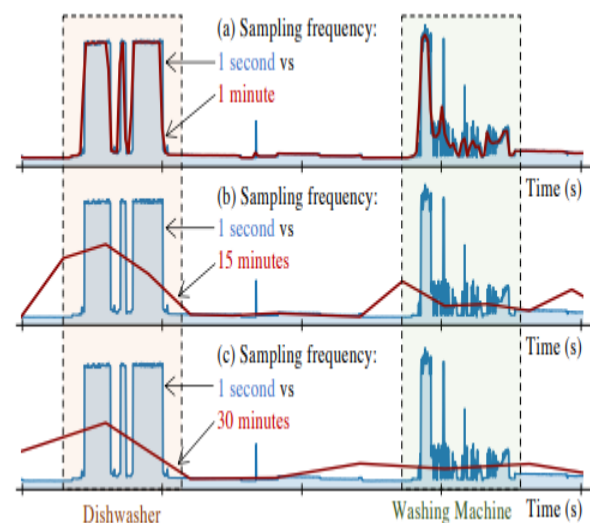 (a) Sampling frequency:
1 second vs
1 minute
Time (s)
(b) Sampling frequency:
1 second vs
15 minutes
Time (s)
(c) Sampling frequency:
1 second vs
30 minutes
Dishwasher
Washing Machine
Time (s)